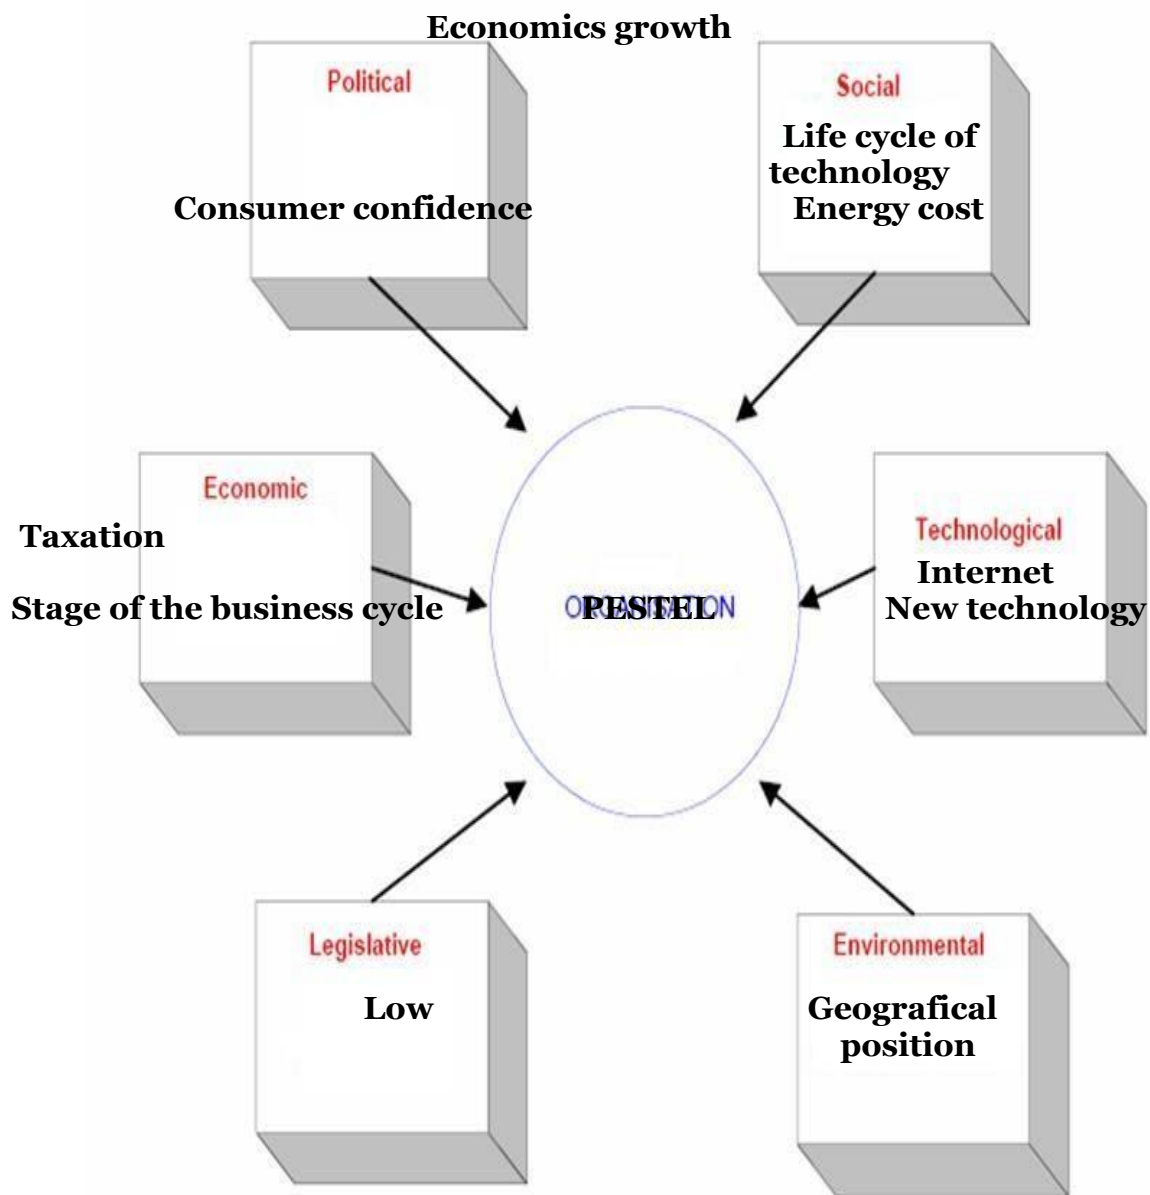 Economics growth
Political
Consumer confidence
Social
Life cycle of
technology
Energy cost
Economic
Taxation
Stage of the business cycle
ORGANISATION
PESTEL
Technological
Internet
New technology
Legislative
Low
Environmental
Geografical
position